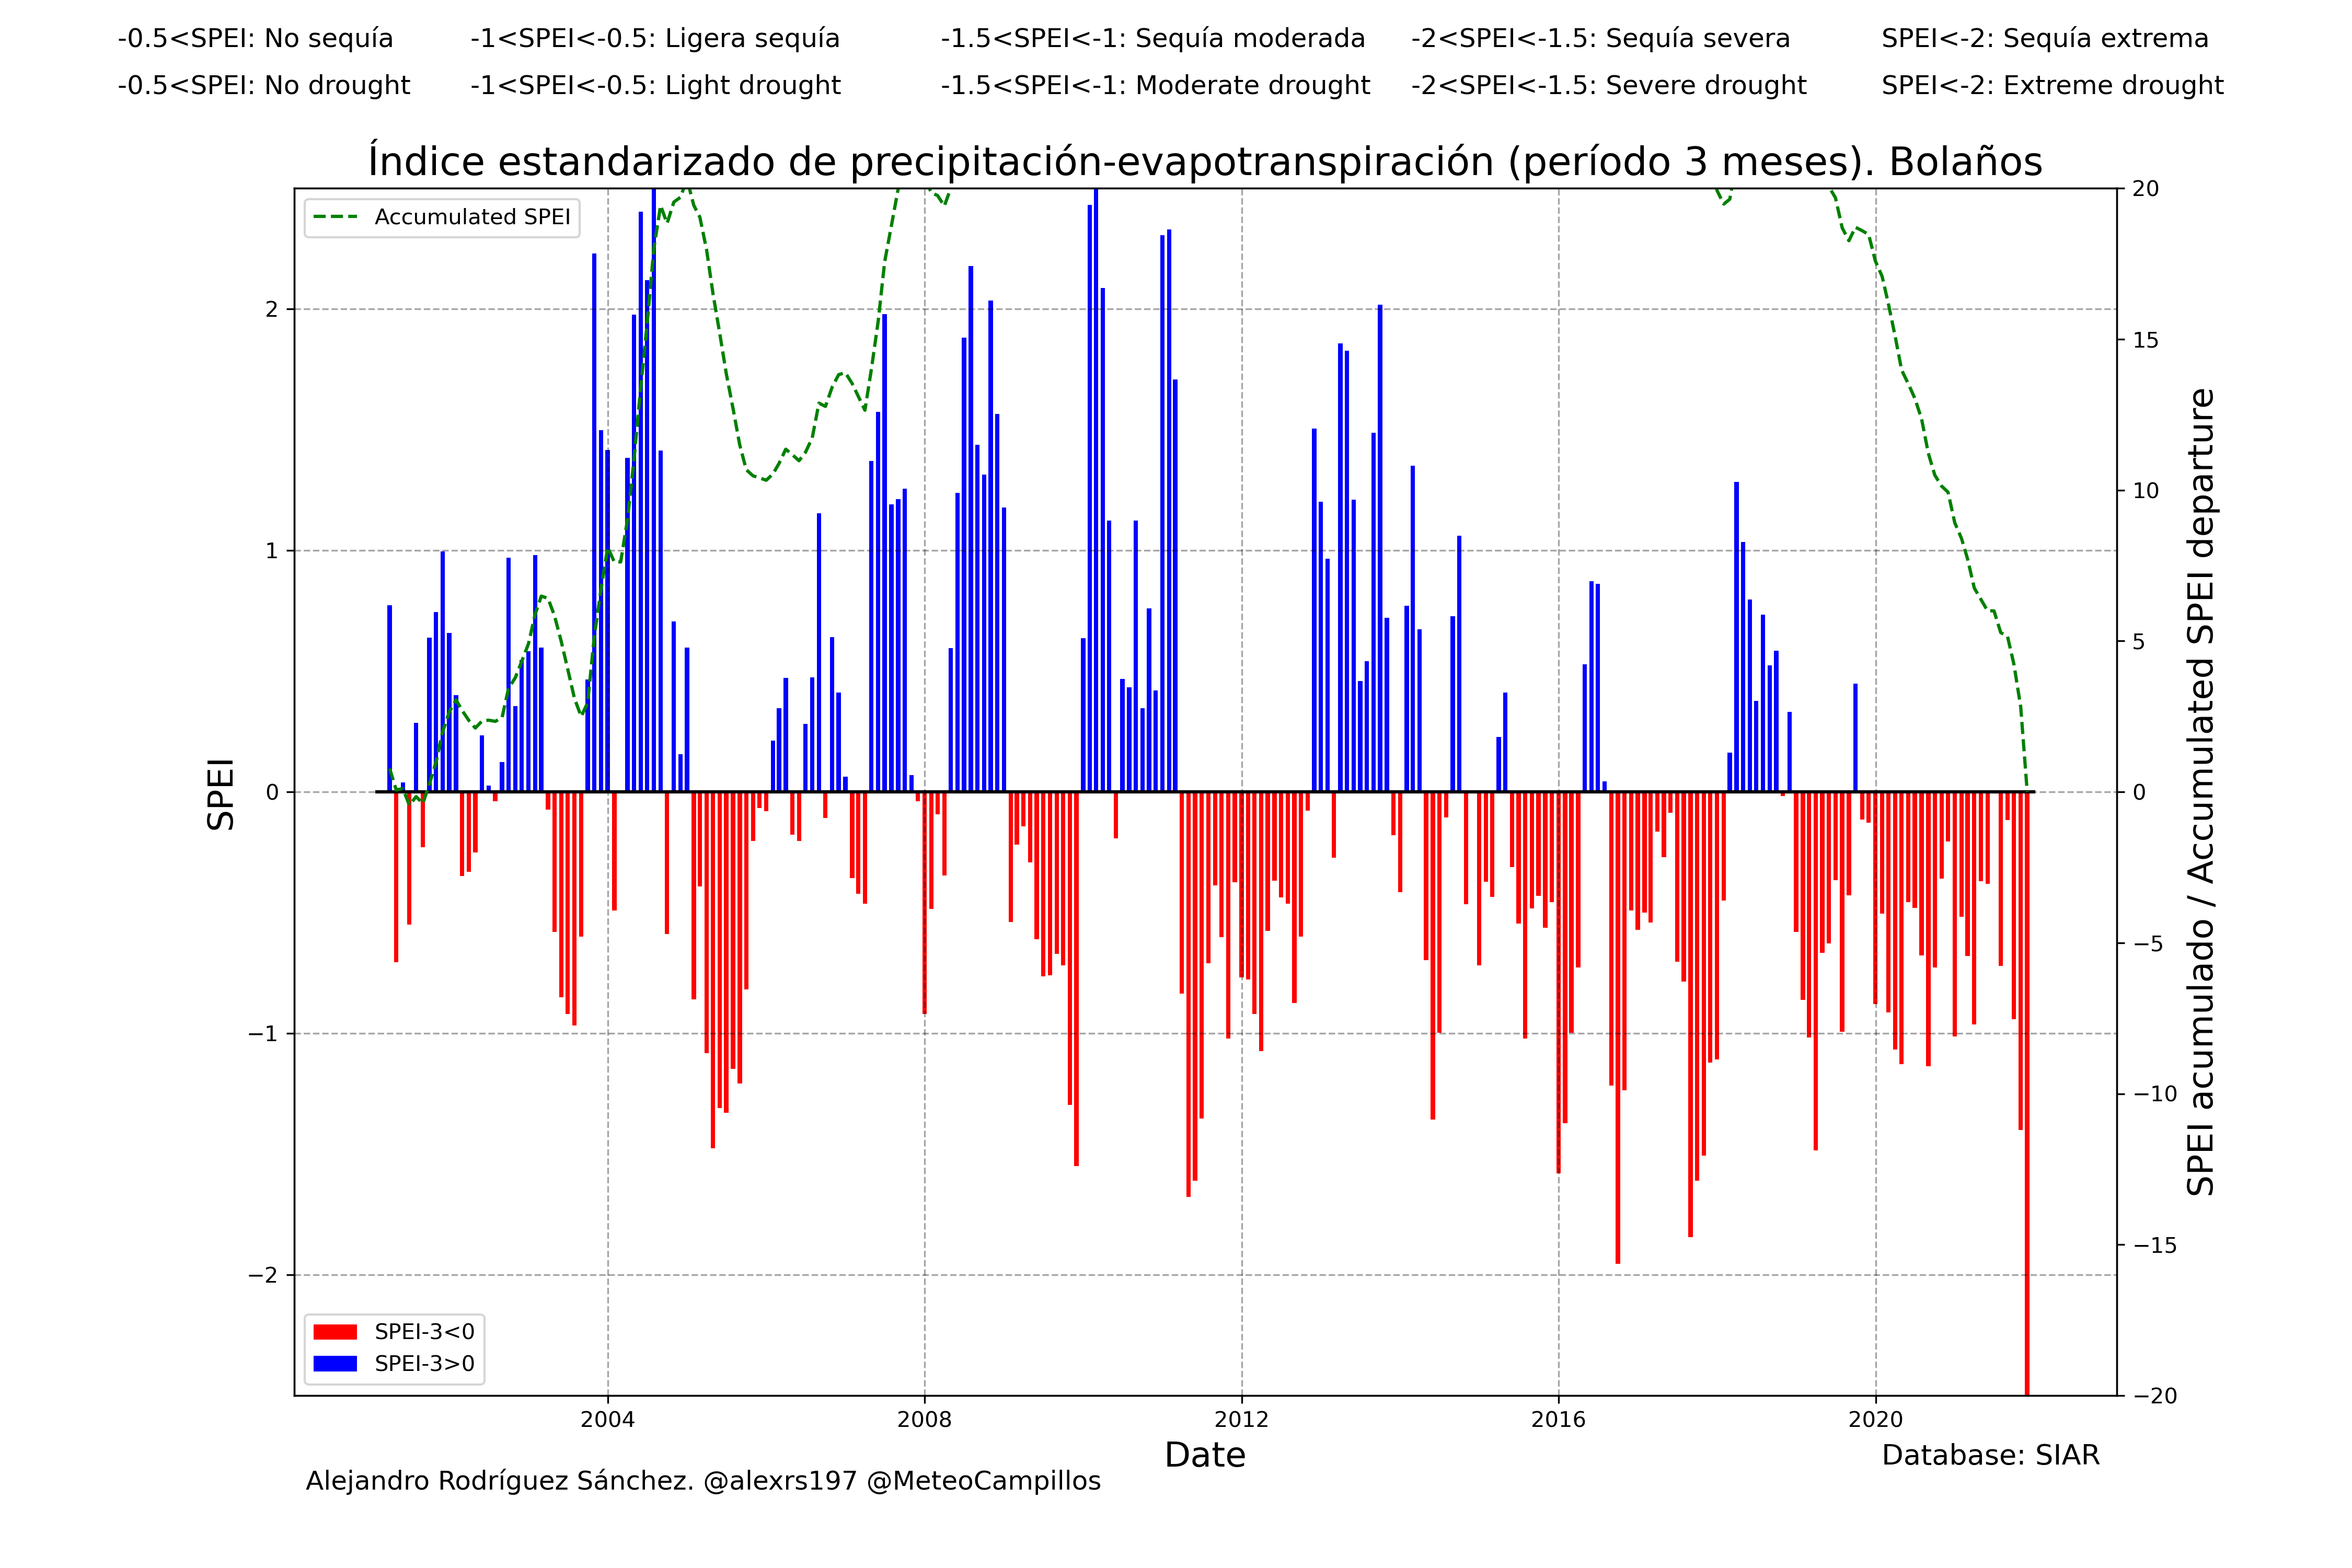 -0.5<SPEI: No sequía -1<SPEI<-0.5: Ligera sequía -1.5<SPEI<-1: Sequía moderada -2<SPEI<-1.5: Sequía severa SPEI<-2: Sequía extrema
-0.5<SPEI: No drought -1<SPEI<-0.5: Light drought -1.5<SPEI<-1: Moderate drought -2<SPEI<-1.5: Severe drought SPEI<-2: Extreme drought
Índice estandarizado de precipitación-evapotranspiración (período 3 meses). Bolaños
Accumulated SPEI
SPEI
2
1
0
−1
−2
20
15
10
5
0
−5
−10
−15
−20
SPEI acumulado / Accumulated SPEI departure
SPEI-3<0
SPEI-3>0
2004 2008 2012 2016 2020
Date
Database: SIAR
Alejandro Rodríguez Sánchez. @alexrs197 @MeteoCampillos